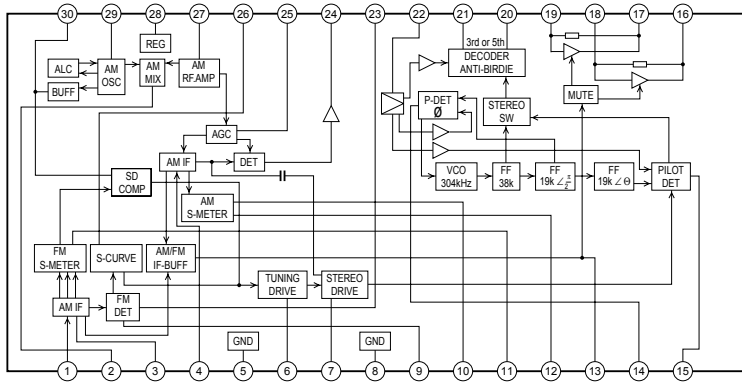 30 29 28 27 26 25 24 23 22 21 20 19 18 17 16
REG
3rd or 5th
ALC
AM
OSC
AM
MIX
AM
RF.AMP
DECODER
ANTI-BIRDIE
BUFF
P-DET
Ø
MUTE
STEREO
SW
AGC
AM IF
DET
SD
COMP
VCO
304kHz
FF
38k
FF
19k ∠ π/2
FF
19k ∠ Θ
PILOT
DET
AM
S-METER
FM
S-METER
S-CURVE
AM/FM
IF-BUFF
TUNING
DRIVE
STEREO
DRIVE
AM IF
FM
DET
GND
GND
1 2 3 4 5 6 7 8 9 10 11 12 13 14 15